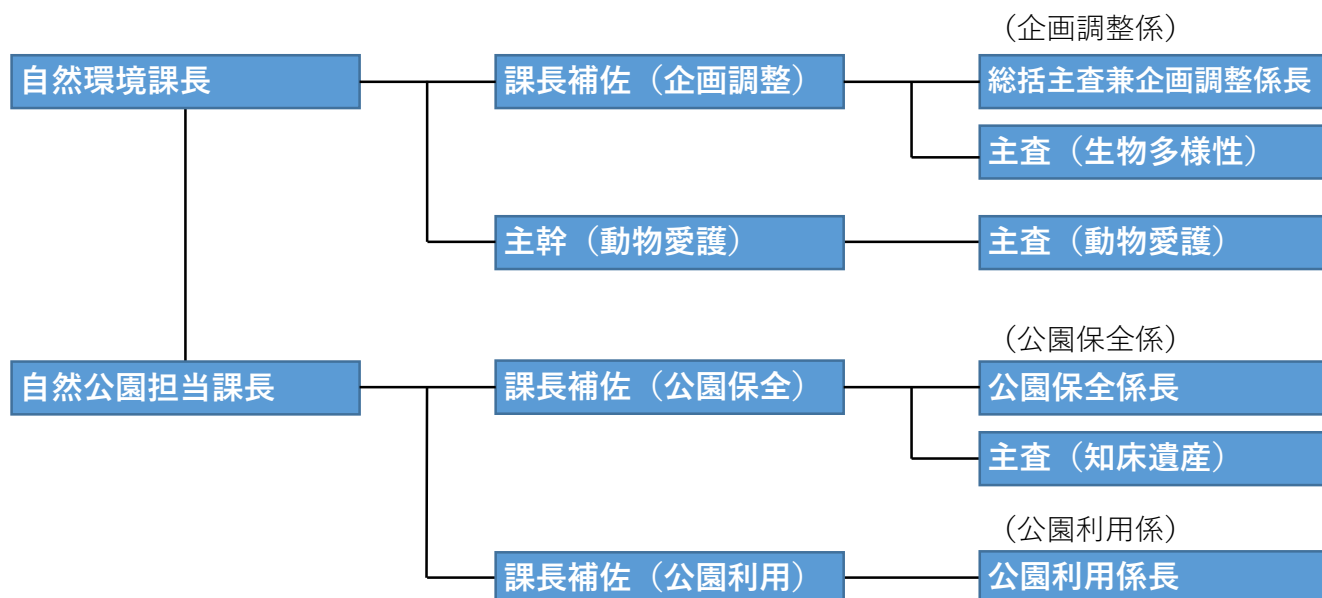 （企画調整係）
自然環境課長
課長補佐（企画調整）
総括主査兼企画調整係長
主査（生物多様性）
主幹（動物愛護）
主査（動物愛護）
（公園保全係）
自然公園担当課長
課長補佐（公園保全）
公園保全係長
主査（知床遺産）
（公園利用係）
課長補佐（公園利用）
公園利用係長